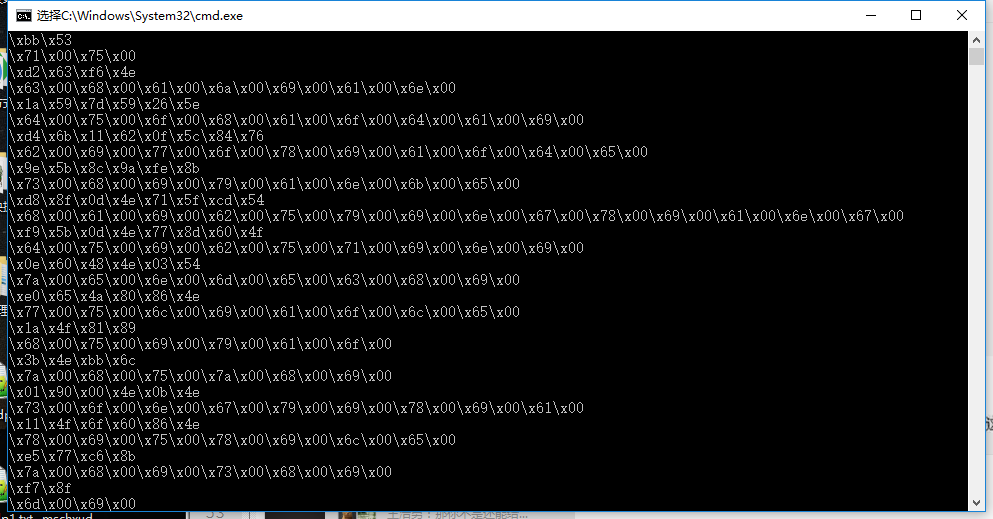 选择C:\Windows\System32\cmd.exe
\xbb\x53
\x71\x00\x75\x00
\xd2\x63\xf6\x4e
\x63\x00\x68\x00\x61\x00\x6a\x00\x69\x00\x61\x00\x6e\x00
\x1a\x59\x7d\x59\x26\x5e
\x64\x00\x75\x00\x6f\x00\x68\x00\x61\x00\x6f\x00\x64\x00\x61\x00\x69\x00
\xd4\x6b\x11\x62\x0f\x5c\x84\x76
\x62\x00\x69\x00\x77\x00\x6f\x00\x78\x00\x69\x00\x61\x00\x6f\x00\x64\x00\x65\x00
\x9e\x5b\x8c\x9a\xfe\x8b
\x73\x00\x68\x00\x69\x00\x79\x00\x61\x00\x6e\x00\x6b\x00\x65\x00
\xd8\x8f\x0d\x4e\x71\x5f\xcd\x54
\x68\x00\x61\x00\x69\x00\x62\x00\x75\x00\x79\x00\x69\x00\x6e\x00\x67\x00\x78\x00\x69\x00\x61\x00\x6e\x00\x67\x00
\xf9\x5b\x0d\x4e\x77\x8d\x60\x4f
\x64\x00\x75\x00\x69\x00\x62\x00\x75\x00\x71\x00\x69\x00\x6e\x00\x69\x00
\x0e\x60\x48\x4e\x03\x54
\x7a\x00\x65\x00\x6e\x00\x6d\x00\x65\x00\x63\x00\x68\x00\x69\x00
\xe0\x65\x4a\x80\x86\x4e
\x77\x00\x75\x00\x6c\x00\x69\x00\x61\x00\x6f\x00\x6c\x00\x65\x00
\x1a\x4f\x81\x89
\x68\x00\x75\x00\x69\x00\x79\x00\x61\x00\x6f\x00
\x3b\x4e\xbb\x6c
\x7a\x00\x68\x00\x75\x00\x7a\x00\x68\x00\x69\x00
\x01\x90\x00\x4e\x0b\x4e
\x73\x00\x6f\x00\x6e\x00\x67\x00\x79\x00\x69\x00\x78\x00\x69\x00\x61\x00
\x11\x4f\x6f\x60\x86\x4e
\x78\x00\x69\x00\x75\x00\x78\x00\x69\x00\x6c\x00\x65\x00
\xe5\x77\xc6\x8b
\x7a\x00\x68\x00\x69\x00\x73\x00\x68\x00\x69\x00
\xf7\x8f
\x6d\x00\x69\x00